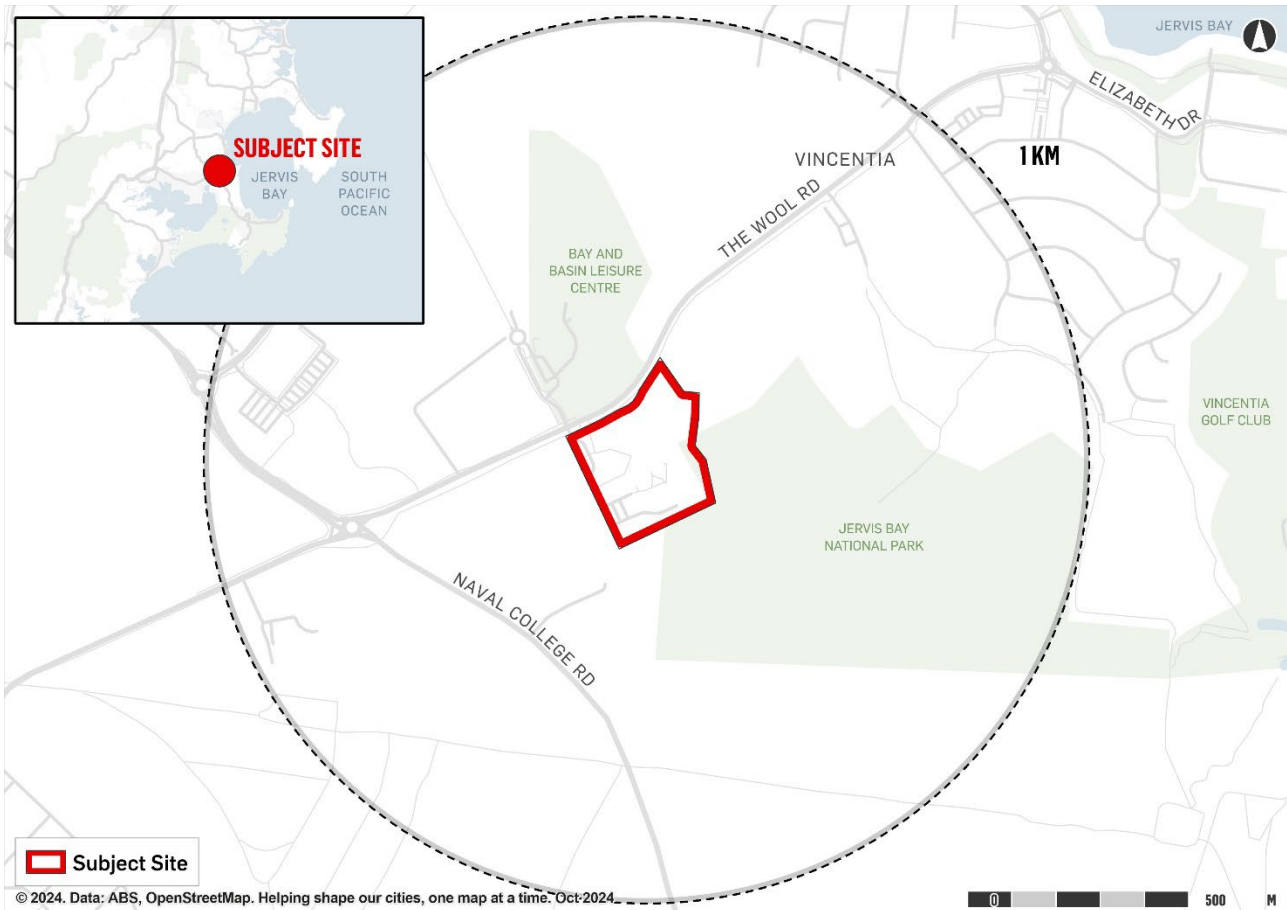 SUBJECT SITE
JERVIS
BAY
SOUTH
PACIFIC
OCEAN
JERVIS BAY
ELIZABETH DR
1 KM
VINCENTIA
THE WOOL RD
BAY AND
BASIN LEISURE
CENTRE
VINCENTIA
GOLF CLUB
JERVIS BAY
NATIONAL PARK
NAVAL COLLEGE RD
Subject Site
© 2024. Data: ABS, OpenStreetMap. Helping shape our cities, one map at a time. Oct-2024
0 500 M